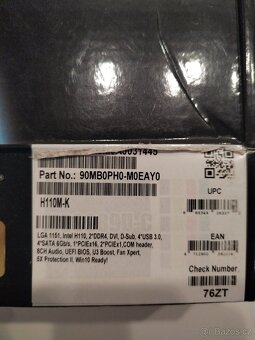 Part No.: 90MB0PH0-M0EAY0
UPC
H110M-K
LGA 1151, Intel H110, 2*DDR4, DVI, D-Sub, 4*USB 3.0,
4*SATA 6Gb/s, 1*PCIEx16, 2*PCIEx1,COM header,
8CH Audio, UEFI BIOS, U3 Boost, Fan Xpert,
5X Protection II, Win10 Ready!
EAN
Check Number
76ZT